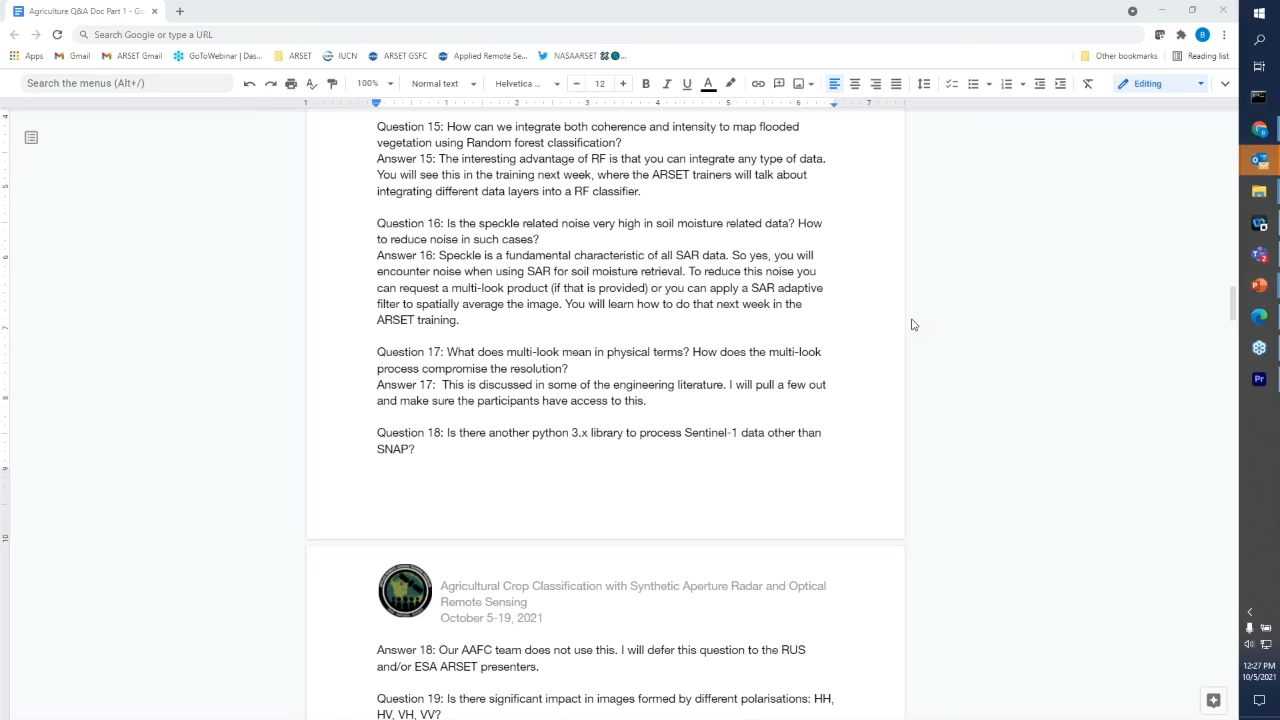 Agriculture Q&A Doc Part 1 - Go
Search Google or type a URL
Apps
Gmail
ARSET Gmail
GoToWebinar | Das...
ARSET
IUCN
ARSET GSFC
Applied Remote Se...
NASAARSET
Other bookmarks
Reading list
Search the menus (Alt+/)
100%
Normal text
Helvetica ...
12
Editing
1 1 2 3 4 5 6 7
Question 15: How can we integrate both coherence and intensity to map flooded
vegetation using Random forest classification?
Answer 15: The interesting advantage of RF is that you can integrate any type of data.
You will see this in the training next week, where the ARSET trainers will talk about
integrating different data layers into a RF classifier.
Question 16: Is the speckle related noise very high in soil moisture related data? How
to reduce noise in such cases?
Answer 16: Speckle is a fundamental characteristic of all SAR data. So yes, you will
encounter noise when using SAR for soil moisture retrieval. To reduce this noise you
can request a multi-look product (if that is provided) or you can apply a SAR adaptive
filter to spatially average the image. You will learn how to do that next week in the
ARSET training.
Question 17: What does multi-look mean in physical terms? How does the multi-look
process compromise the resolution?
Answer 17:  This is discussed in some of the engineering literature. I will pull a few out
and make sure the participants have access to this.
Question 18: Is there another python 3.x library to process Sentinel-1 data other than
SNAP?
Agricultural Crop Classification with Synthetic Aperture Radar and Optical
Remote Sensing
October 5-19, 2021
Answer 18: Our AAFC team does not use this. I will defer this question to the RUS
and/or ESA ARSET presenters.
Question 19: Is there significant impact in images formed by different polarisations: HH,
HV, VH, VV?
12:27 PM
10/5/2021